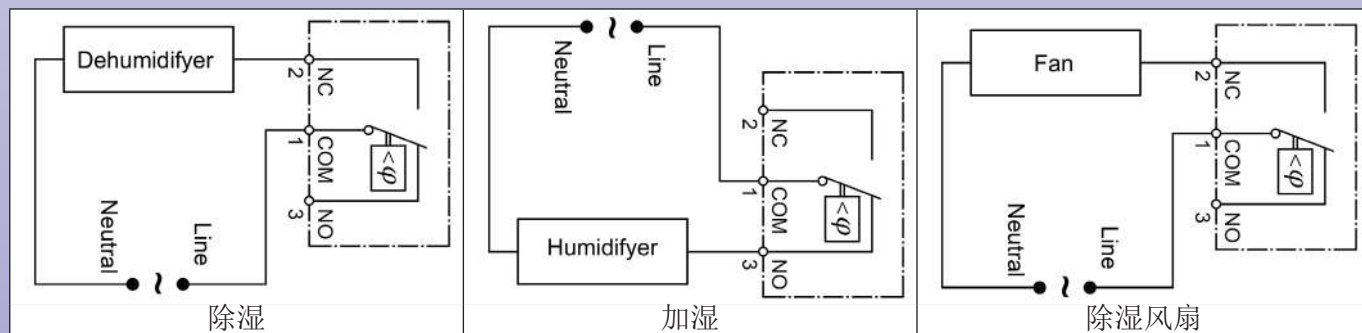 Dehumidifyer
2
NC
1
COM
<φ
3
NO
Neutral
~
Line
除湿
Neutral
~
Line
2
NC
1
COM
<φ
Humidifyer
3
NO
加湿
Fan
2
NC
1
COM
<φ
3
NO
Neutral
~
Line
除湿风扇